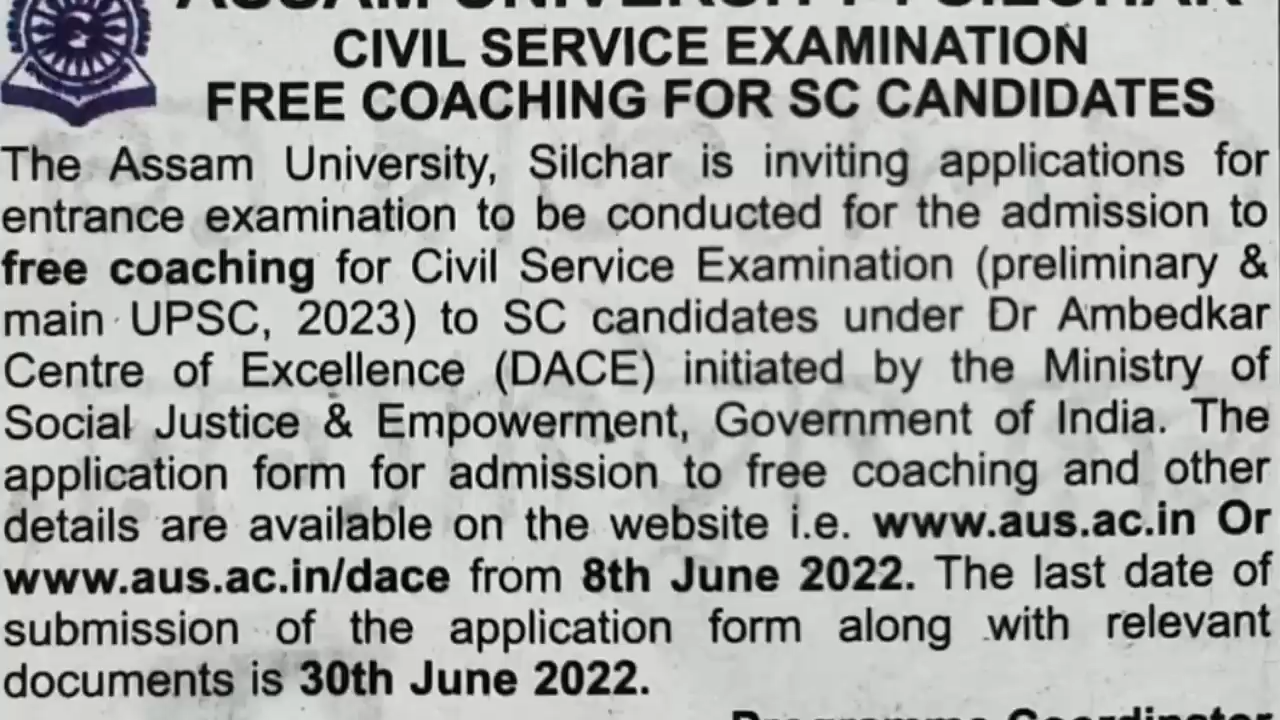 ASSAM UNIVERSITY : SILCHAR
CIVIL SERVICE EXAMINATION
FREE COACHING FOR SC CANDIDATES
The Assam University, Silchar is inviting applications for
entrance examination to be conducted for the admission to
free coaching for Civil Service Examination (preliminary &
main UPSC, 2023) to SC candidates under Dr Ambedkar
Centre of Excellence (DACE) initiated by the Ministry of
Social Justice & Empowerment, Government of India. The
application form for admission to free coaching and other
details are available on the website i.e. www.aus.ac.in Or
www.aus.ac.in/dace from 8th June 2022. The last date of
submission of the application form along with relevant
documents is 30th June 2022.
Programme Coordinator